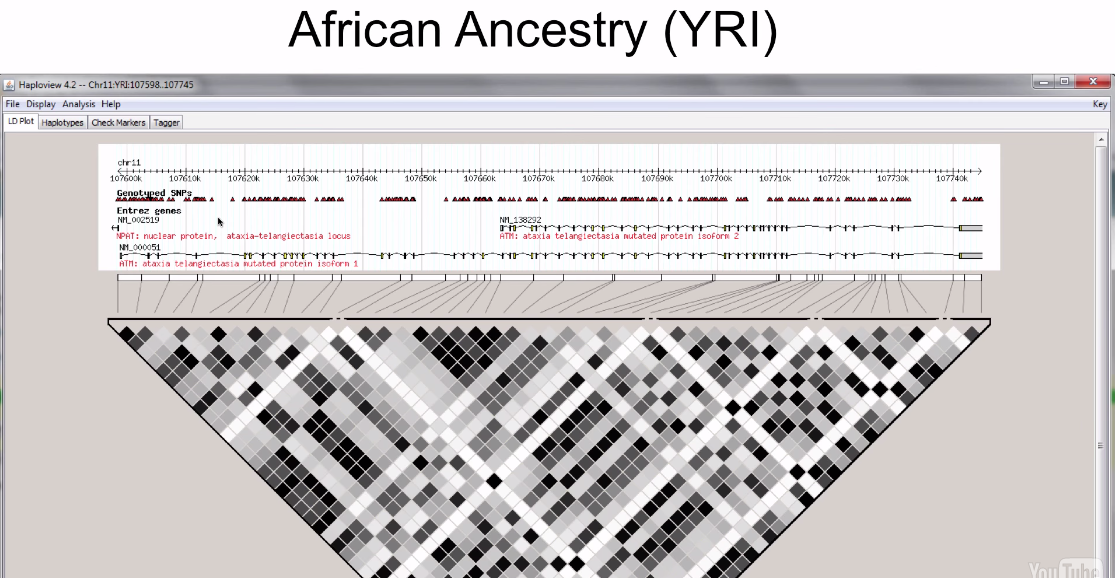 African Ancestry (YRI)
Haploview 4.2 -- Chr11:YRI:107598..107745
File Display Analysis Help Key
LD Plot Haplotypes Check Markers Tagger
chr11
107600k 107610k 107620k 107630k 107640k 107650k 107660k 107670k 107680k 107690k 107700k 107710k 107720k 107730k 107740k
Genotyped SNPs
Entrez genes
NM_002519 NM_138292
NPAT: nuclear protein, ataxia-telangiectasia locus ATM: ataxia telangiectasia mutated protein isoform 2
NM_000051
ATM: ataxia telangiectasia mutated protein isoform 1
YouTube